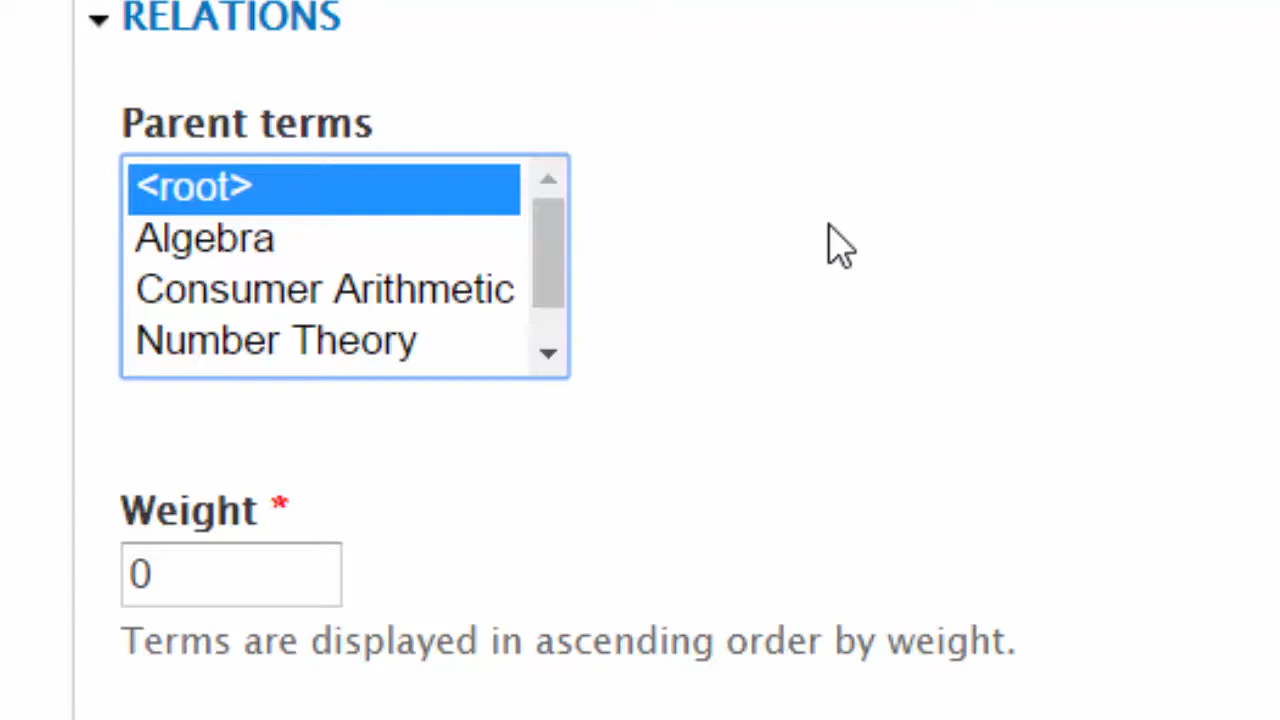 RELATIONS
Parent terms
<root>
Algebra
Consumer Arithmetic
Number Theory
Weight *
0
Terms are displayed in ascending order by weight.